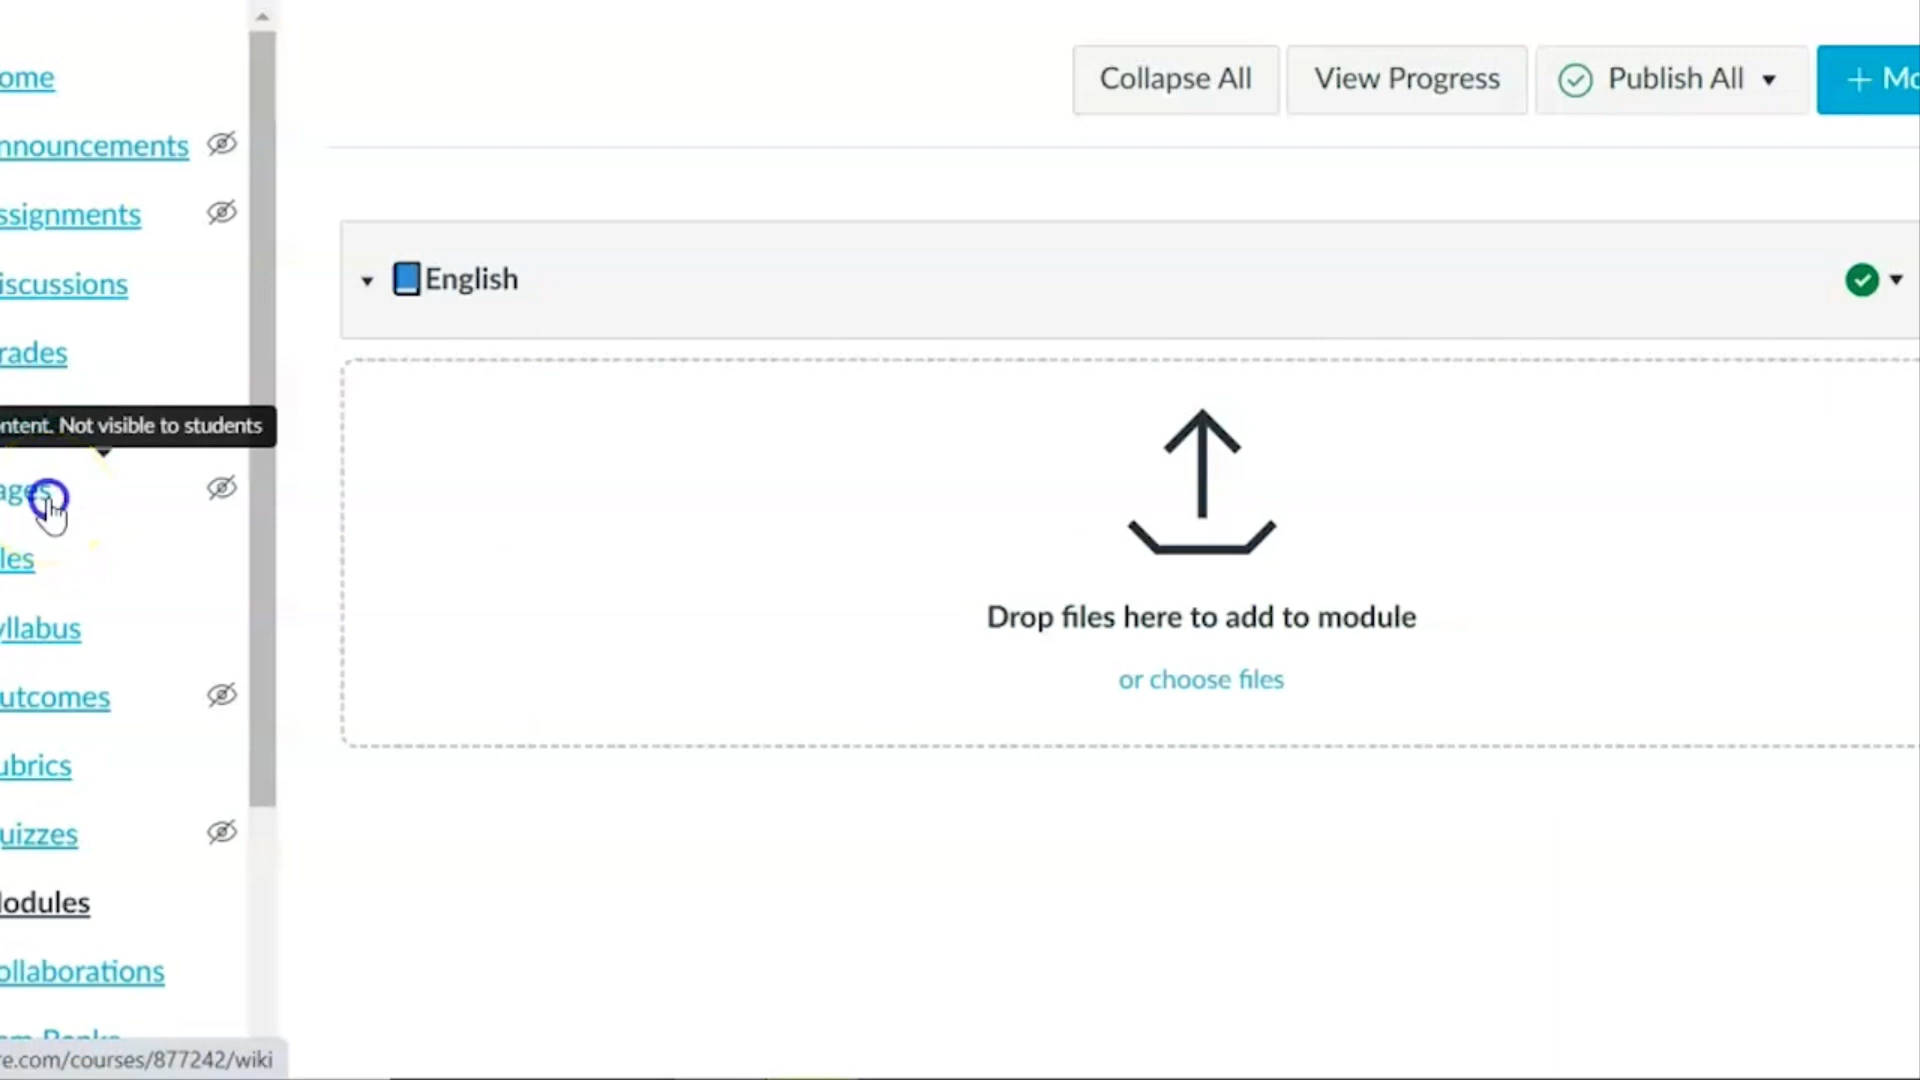 ome
nnouncements
ssignments
iscussions
rades
ntent. Not visible to students
ages
les
yllabus
utcomes
ubrics
uizzes
odules
ollaborations
re.com/courses/877242/wiki
Collapse All
View Progress
Publish All
+ Mo
English
Drop files here to add to module
or choose files